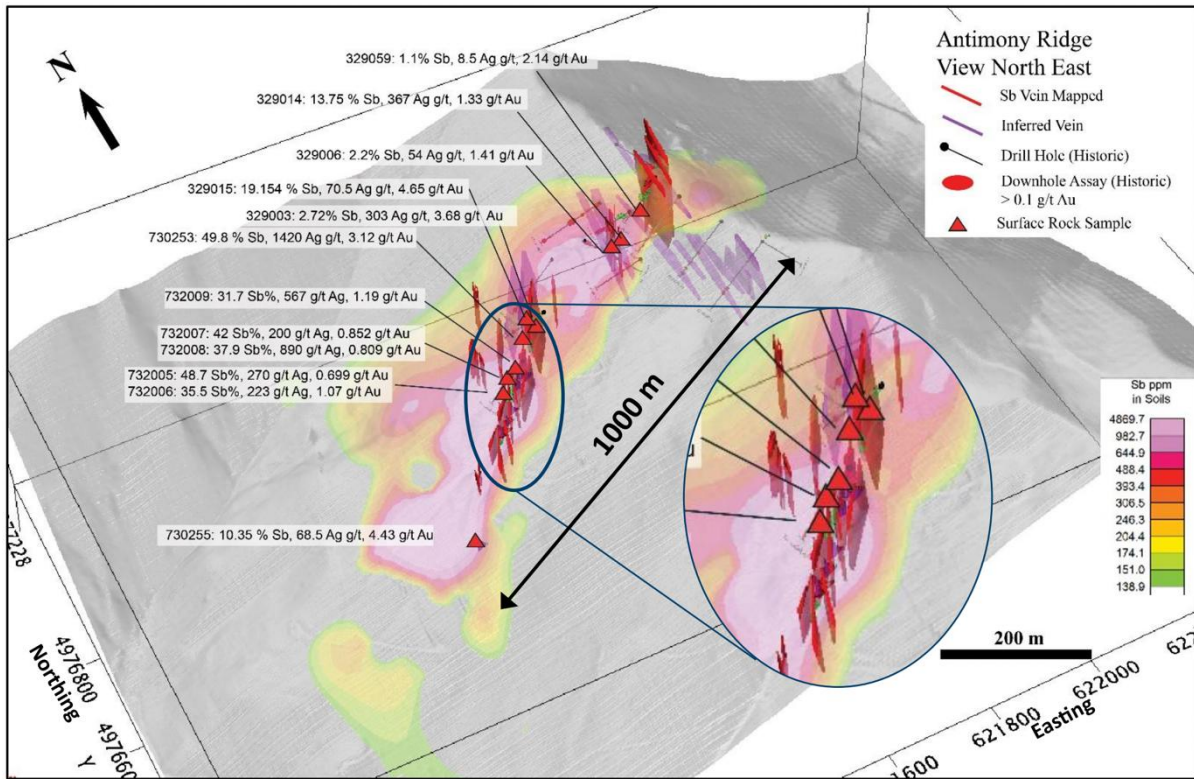 N
329059: 1.1% Sb, 8.5 Ag g/t, 2.14 g/t Au
329014: 13.75 % Sb, 367 Ag g/t, 1.33 g/t Au
329006: 2.2% Sb, 54 Ag g/t, 1.41 g/t Au
329015: 19.154 % Sb, 70.5 Ag g/t, 4.65 g/t Au
329003: 2.72% Sb, 303 Ag g/t, 3.68 g/t Au
730253: 49.8 % Sb, 1420 Ag g/t, 3.12 g/t Au
732009: 31.7 Sb%, 567 g/t Ag, 1.19 g/t Au
732007: 42 Sb%, 200 g/t Ag, 0.852 g/t Au
732008: 37.9 Sb%, 890 g/t Ag, 0.809 g/t Au
732005: 48.7 Sb%, 270 g/t Ag, 0.699 g/t Au
732006: 35.5 Sb%, 223 g/t Ag, 1.07 g/t Au
730255: 10.35 % Sb, 68.5 Ag g/t, 4.43 g/t Au
1000 m
Antimony Ridge
View North East
Sb Vein Mapped
Inferred Vein
Drill Hole (Historic)
Downhole Assay (Historic)
> 0.1 g/t Au
Surface Rock Sample
Sb ppm
in Soils
4869.7
982.7
644.9
488.4
393.4
306.5
246.3
204.4
174.1
151.0
138.9
200 m
4976800
Northing
497660
Y
Easting
622000
621800
1600